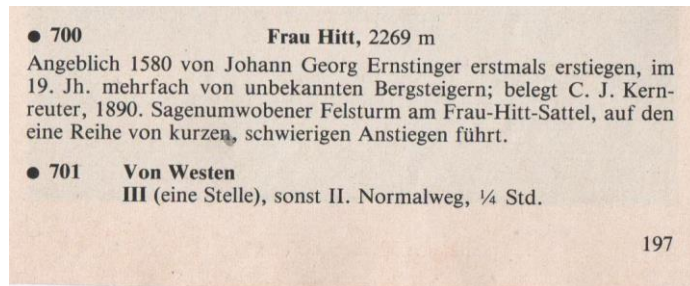 ● 700 Frau Hitt, 2269 m
Angeblich 1580 von Johann Georg Ernstinger erstmals erstiegen, im
19. Jh. mehrfach von unbekannten Bergsteigern; belegt C. J. Kern-
reuter, 1890. Sagenumwobener Felsturm am Frau-Hitt-Sattel, auf den
eine Reihe von kurzen, schwierigen Anstiegen führt.
● 701 Von Westen
III (eine Stelle), sonst II. Normalweg, ¼ Std.
197